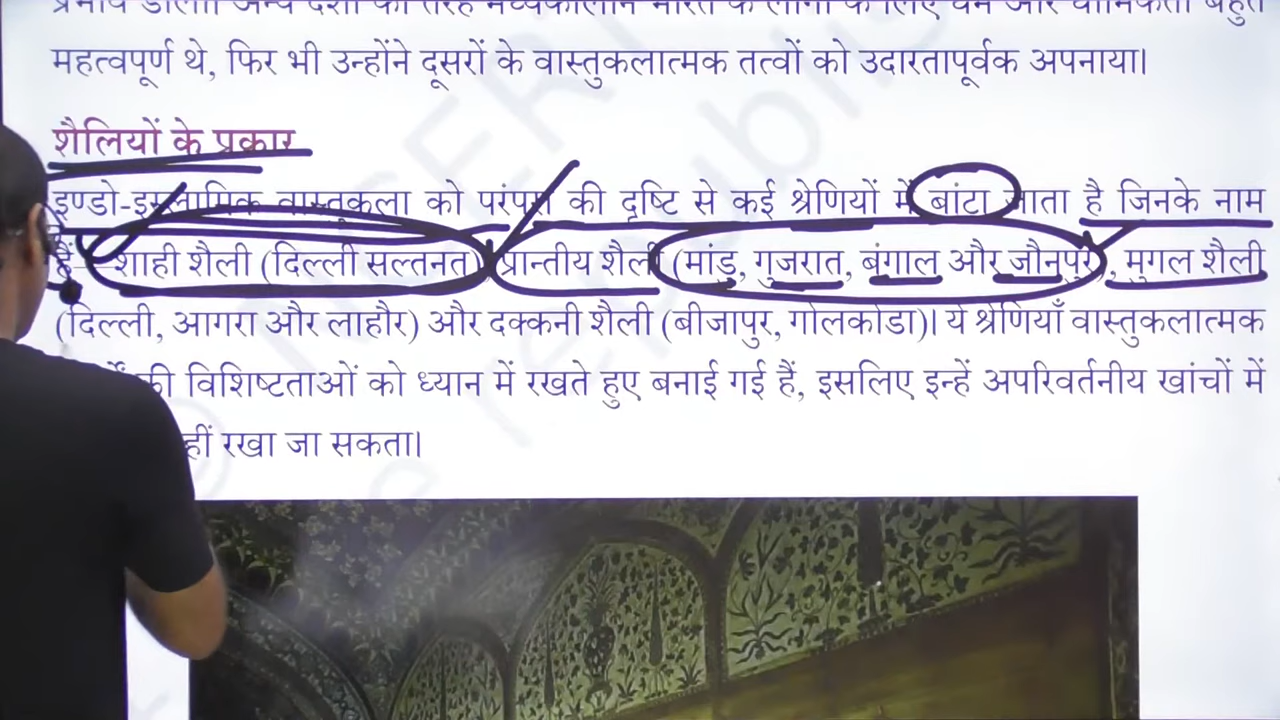 महत्वपूर्ण थे, फिर भी उन्होंने दूसरों के वास्तुकलात्मक तत्वों को उदारतापूर्वक अपनाया।
शैलियों के प्रकार
इण्डो-इस्लामिक वास्तुकला को परंपरा की दृष्टि से कई श्रेणियों में बांटा जाता है जिनके नाम
हैं—शाही शैली (दिल्ली सल्तनत), प्रान्तीय शैली (मांडु, गुजरात, बंगाल और जौनपुर), मुगल शैली
(दिल्ली, आगरा और लाहौर) और दक्कनी शैली (बीजापुर, गोलकोंडा)। ये श्रेणियाँ वास्तुकलात्मक
की विशिष्टताओं को ध्यान में रखते हुए बनाई गई हैं, इसलिए इन्हें अपरिवर्तनीय खांचों में
रखा जा सकता।